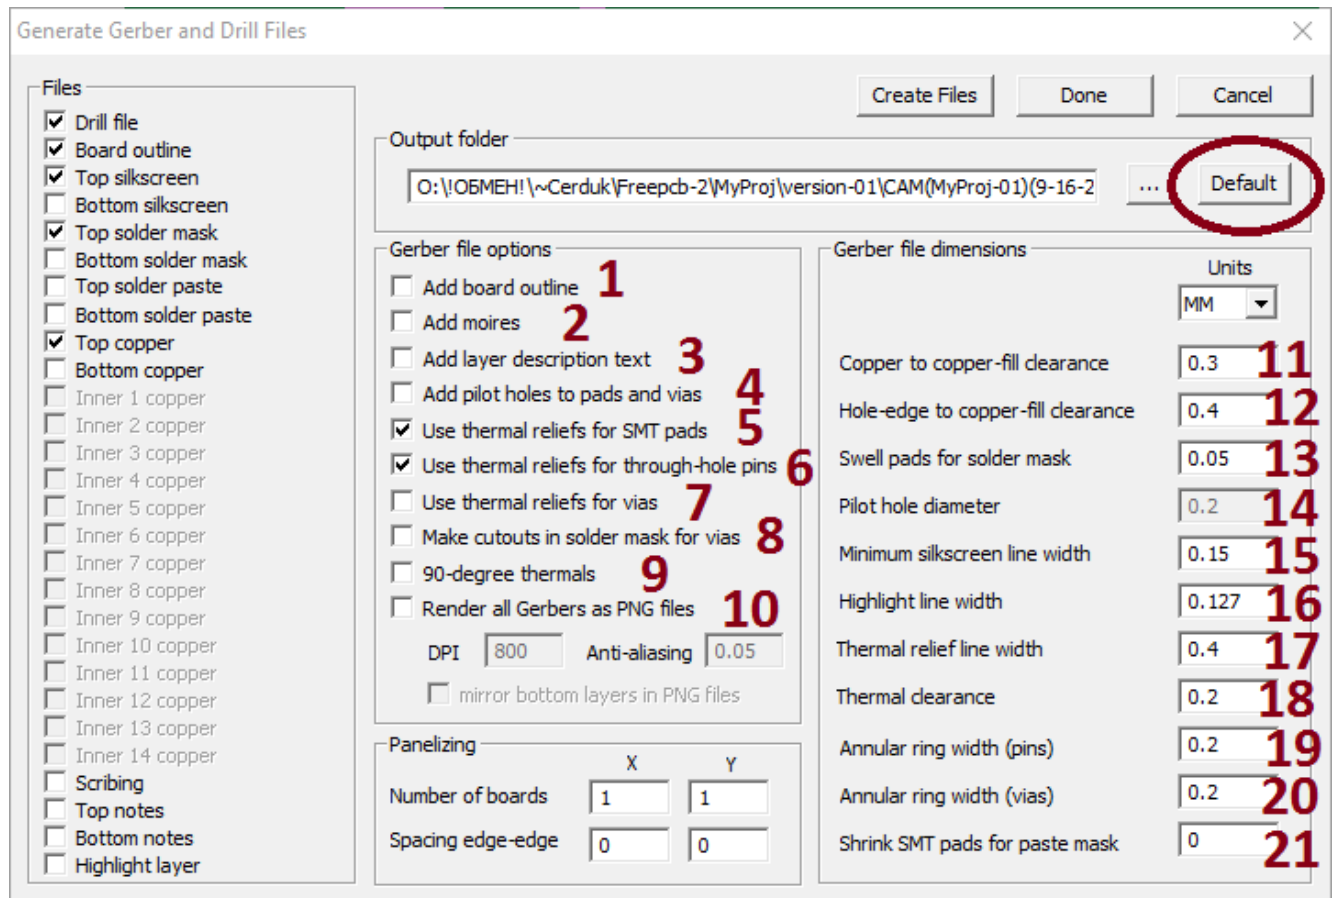 Generate Gerber and Drill Files
Files
Drill file
Board outline
Top silkscreen
Bottom silkscreen
Top solder mask
Bottom solder mask
Top solder paste
Bottom solder paste
Top copper
Bottom copper
Inner 1 copper
Inner 2 copper
Inner 3 copper
Inner 4 copper
Inner 5 copper
Inner 6 copper
Inner 7 copper
Inner 8 copper
Inner 9 copper
Inner 10 copper
Inner 11 copper
Inner 12 copper
Inner 13 copper
Inner 14 copper
Scribing
Top notes
Bottom notes
Highlight layer
Create Files Done Cancel
Output folder
O:\!ОБМЕН!\~Cerduk\Freepcb-2\MyProj\version-01\CAM(MyProj-01)(9-16-2 ... Default
Gerber file options
Add board outline 1
Add moires 2
Add layer description text 3
Add pilot holes to pads and vias 4
Use thermal reliefs for SMT pads 5
Use thermal reliefs for through-hole pins 6
Use thermal reliefs for vias 7
Make cutouts in solder mask for vias 8
90-degree thermals 9
Render all Gerbers as PNG files 10
DPI 800 Anti-aliasing 0.05
mirror bottom layers in PNG files
Panelizing
X Y
Number of boards 1 1
Spacing edge-edge 0 0
Gerber file dimensions
Units
MM
Copper to copper-fill clearance 0.3 11
Hole-edge to copper-fill clearance 0.4 12
Swell pads for solder mask 0.05 13
Pilot hole diameter 0.2 14
Minimum silkscreen line width 0.15 15
Highlight line width 0.127 16
Thermal relief line width 0.4 17
Thermal clearance 0.2 18
Annular ring width (pins) 0.2 19
Annular ring width (vias) 0.2 20
Shrink SMT pads for paste mask 0 21